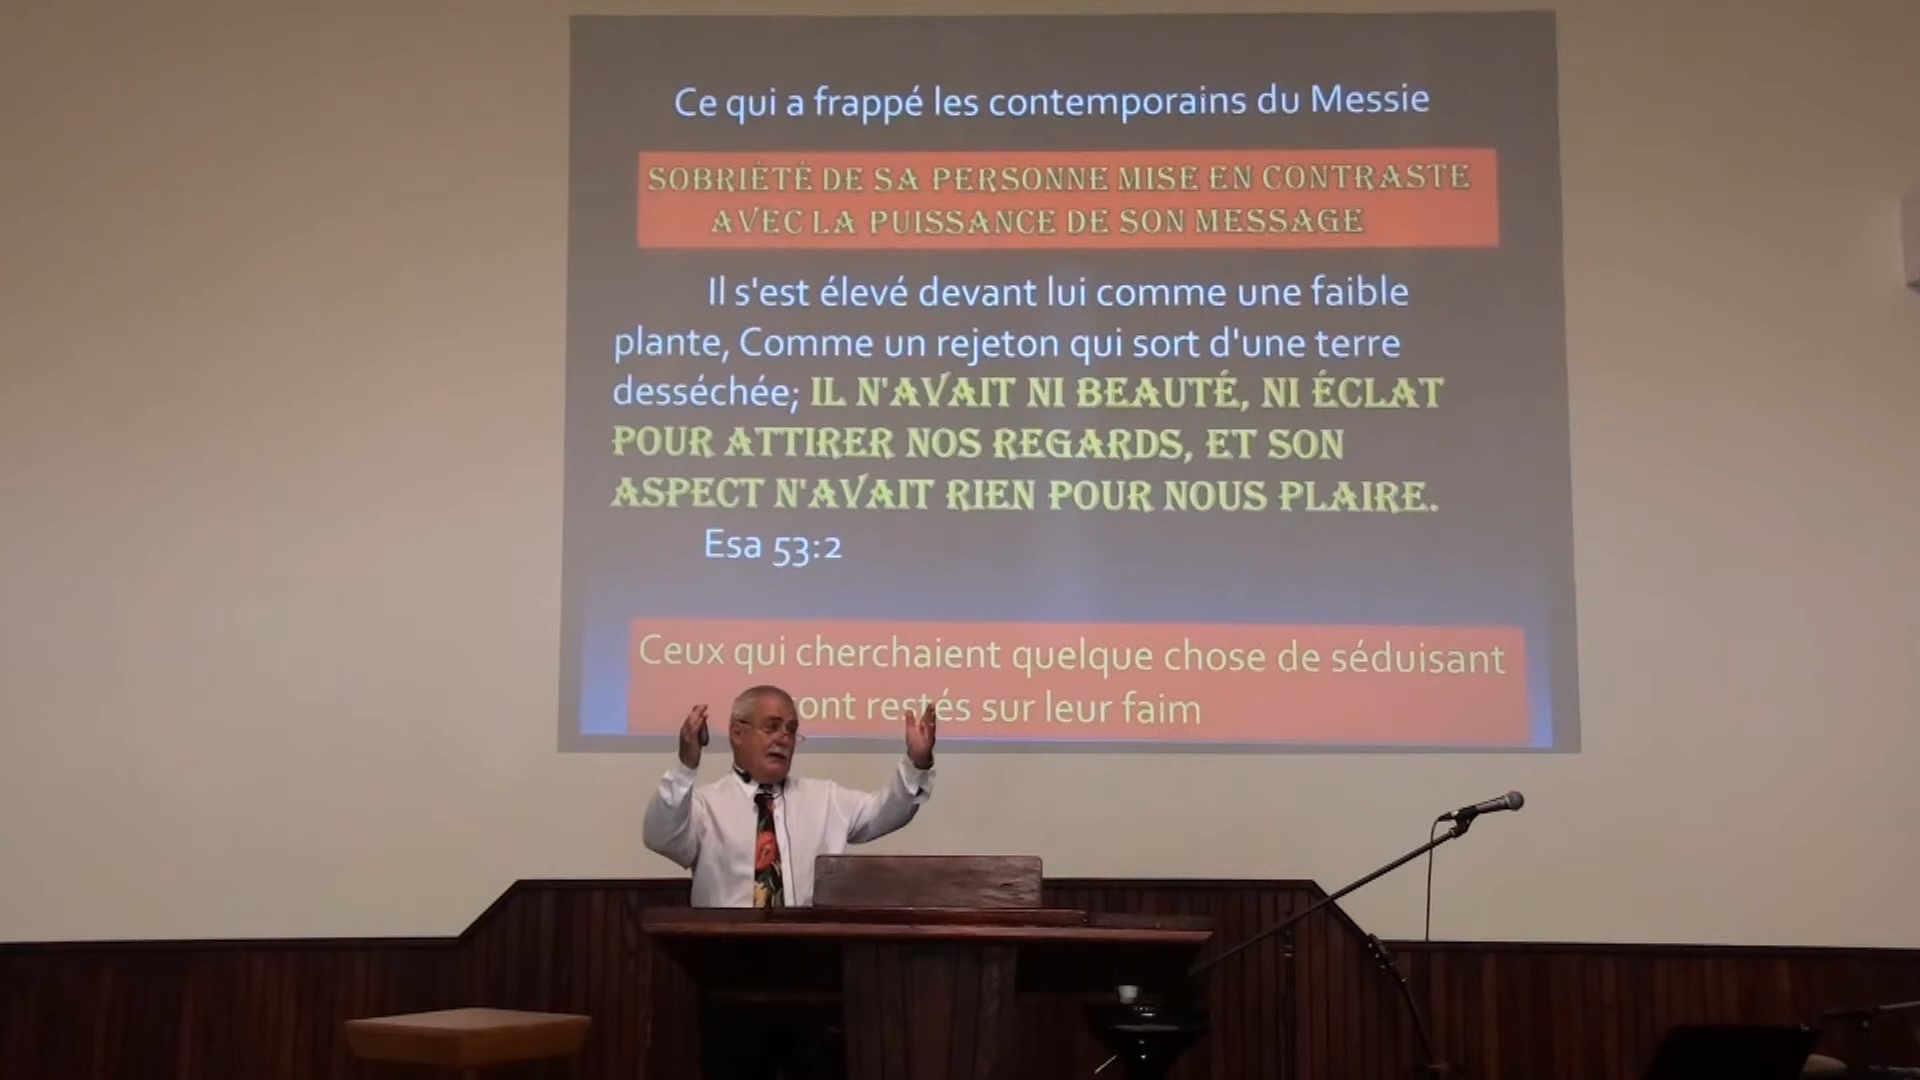 Ce qui a frappé les contemporains du Messie
SOBRIÉTÉ DE SA PERSONNE MISE EN CONTRASTE
AVEC LA PUISSANCE DE SON MESSAGE
Il s'est élevé devant lui comme une faible
plante, Comme un rejeton qui sort d'une terre
desséchée; IL N'AVAIT NI BEAUTÉ, NI ÉCLAT
POUR ATTIRER NOS REGARDS, ET SON
ASPECT N'AVAIT RIEN POUR NOUS PLAIRE.
Esa 53:2
Ceux qui cherchaient quelque chose de séduisant
restés sur leur faim